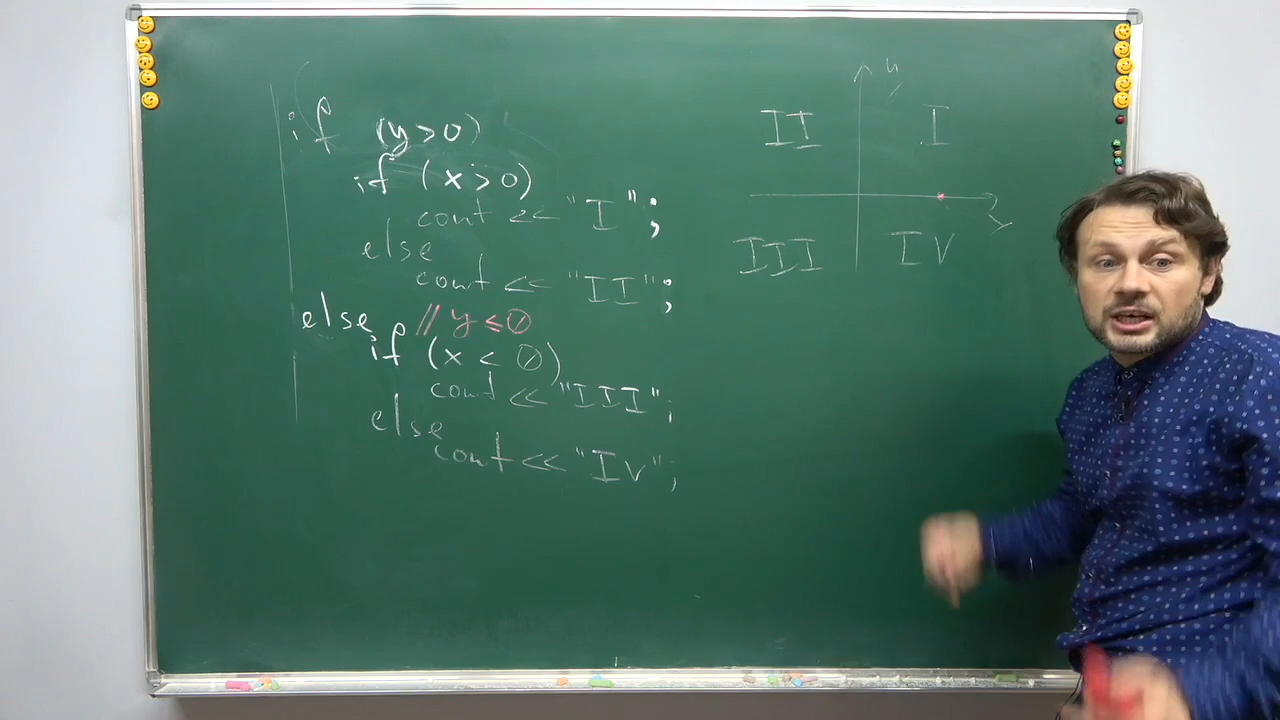 if (y>0)
if (x>0)
cout << "I";
else
cout << "II";
else // y≤0
if (x < 0)
cout << "III";
else
cout << "IV";
y
II I
x
III IV